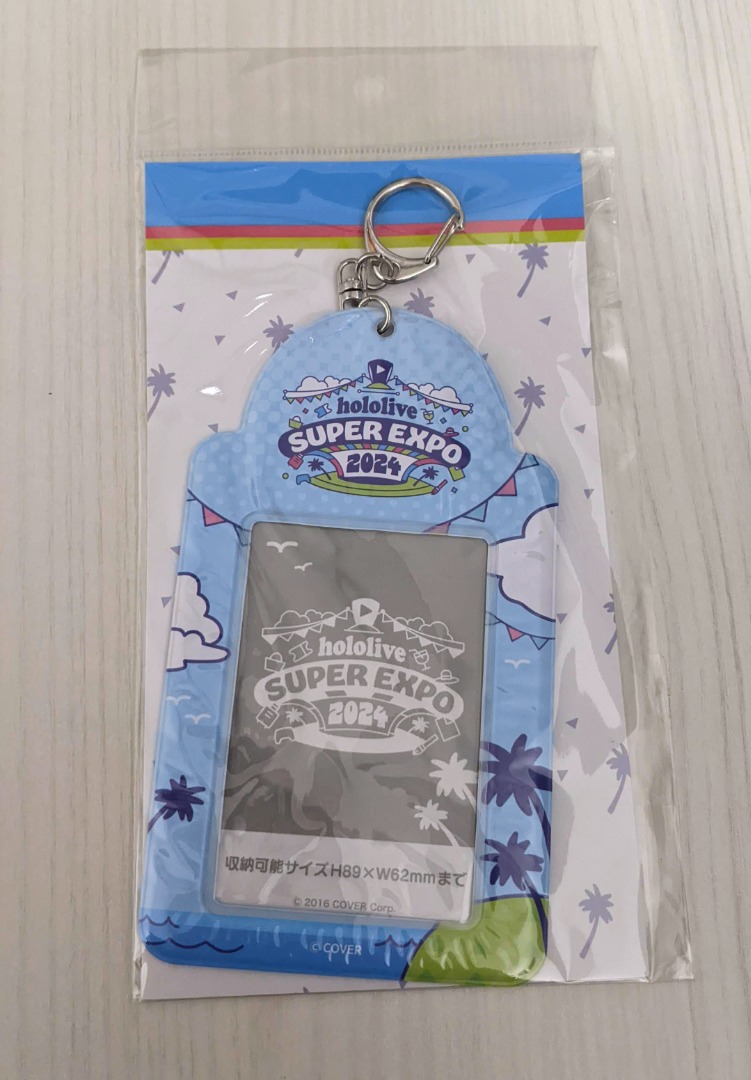 hololive
SUPER EXPO
2024
hololive
SUPER EXPO
2024
収納可能サイズH89×W62mmまで
© 2016 COVER Corp.
© COVER